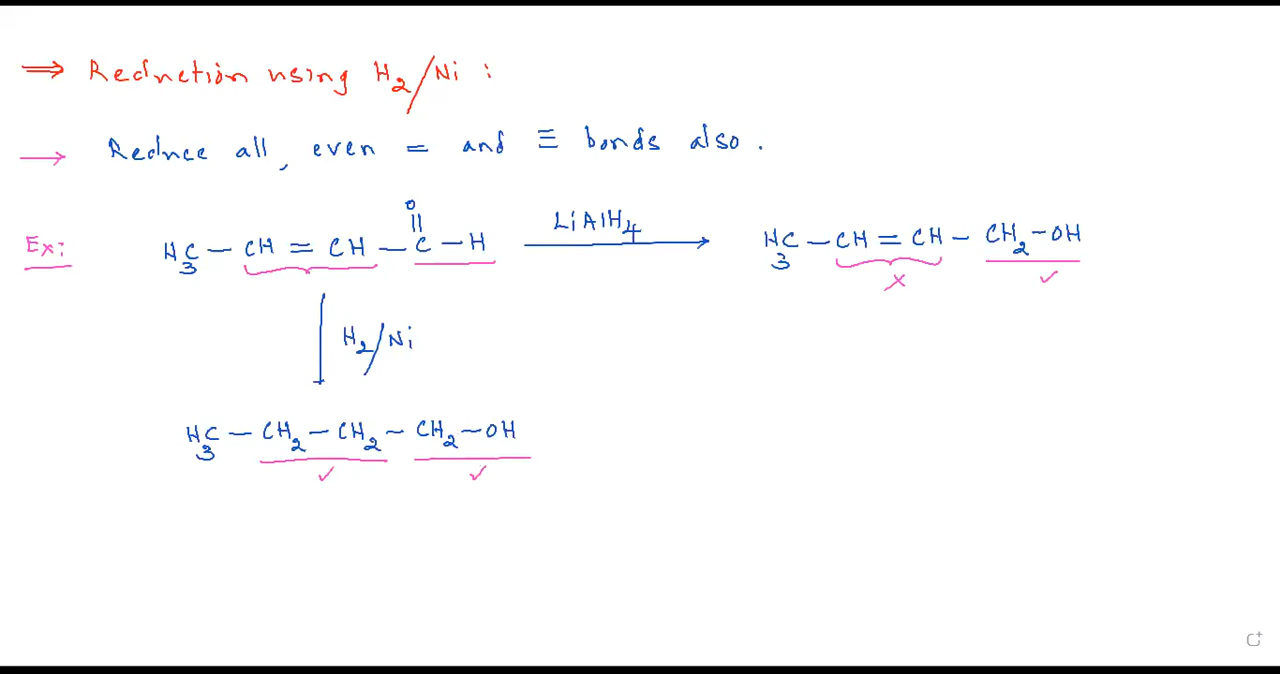 ⇒ Reduction using H₂/Ni :
→ Reduce all, even = and ≡ bonds also .
Ex: H₃C – CH = CH – C(=O) – H —LiAlH₄→ H₃C – CH = CH – CH₂ – OH
✗ ✓
H₂/Ni
H₃C – CH₂ – CH₂ – CH₂ – OH
✓ ✓